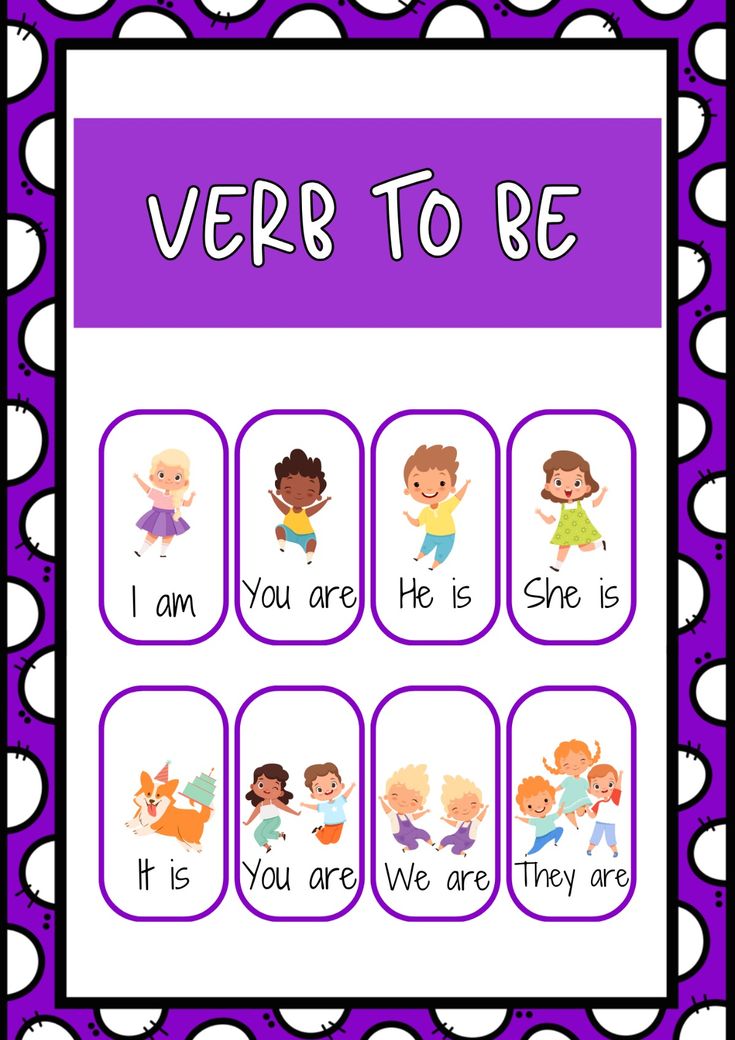 VERB TO BE
I am
You are
He is
She is
It is
You are
We are
They are